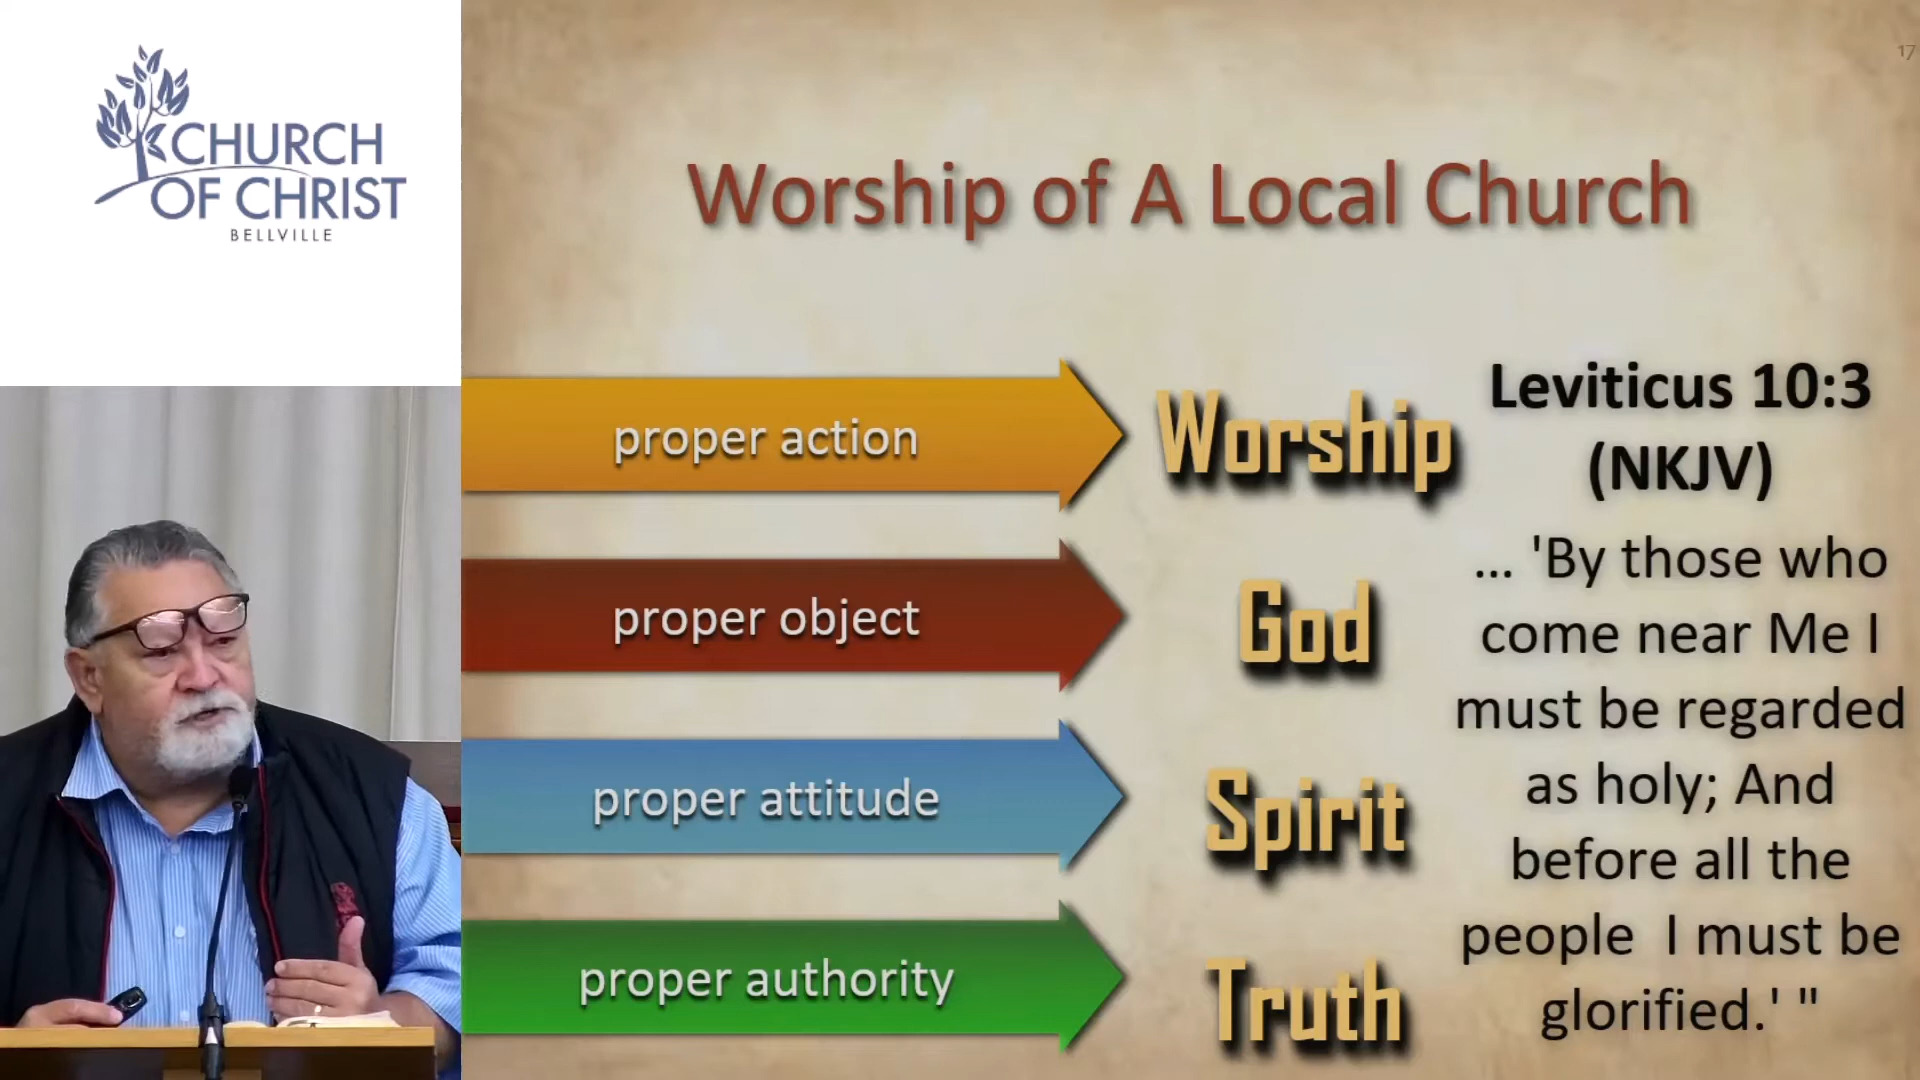 CHURCH
OF CHRIST
BELLVILLE
17
Worship of A Local Church
proper action
Worship
proper object
God
proper attitude
Spirit
proper authority
Truth
Leviticus 10:3
(NKJV)
... 'By those who
come near Me I
must be regarded
as holy; And
before all the
people I must be
glorified.' "